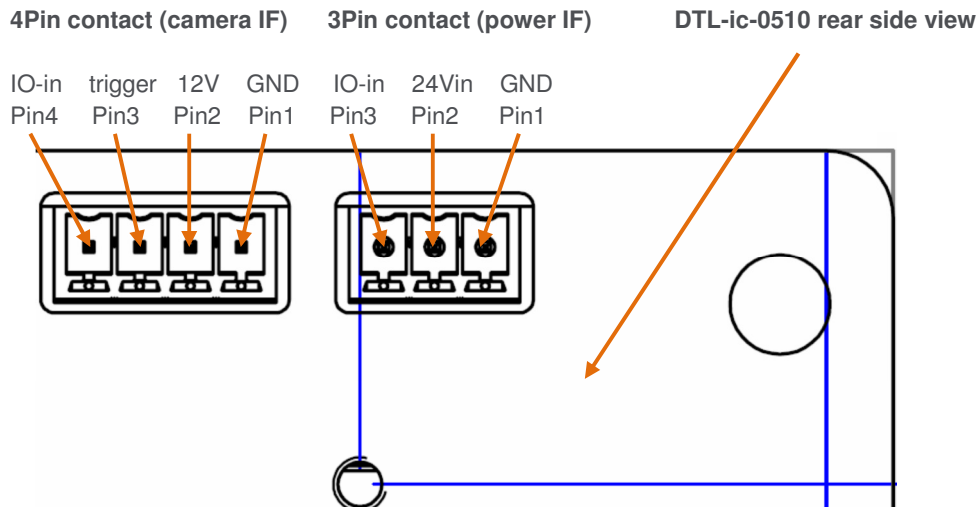 4Pin contact (camera IF) 3Pin contact (power IF) DTL-ic-0510 rear side view
IO-in trigger 12V GND IO-in 24Vin GND
Pin4 Pin3 Pin2 Pin1 Pin3 Pin2 Pin1